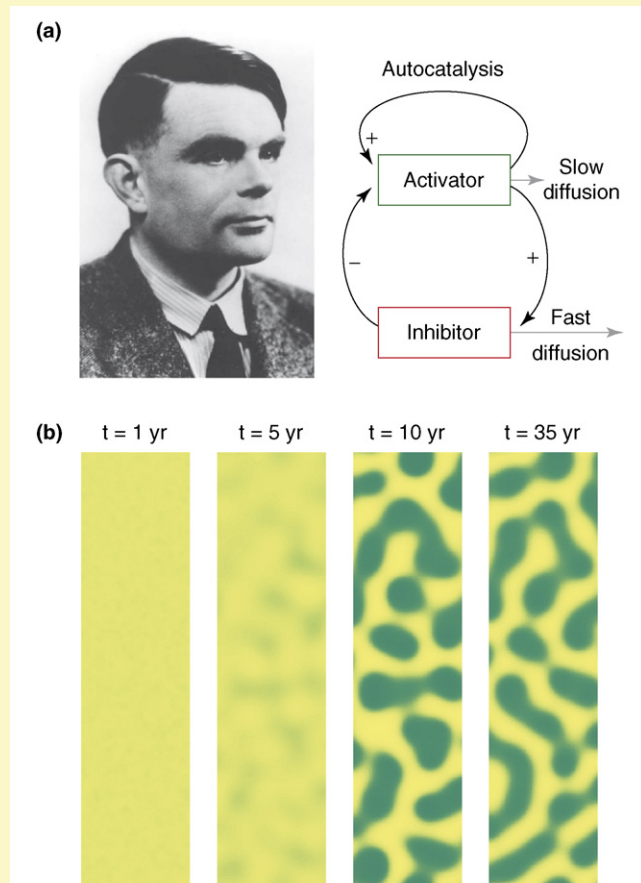 (a)
Autocatalysis
+
Activator
Slow
diffusion
–
+
Inhibitor
Fast
diffusion
(b)
t = 1 yr
t = 5 yr
t = 10 yr
t = 35 yr